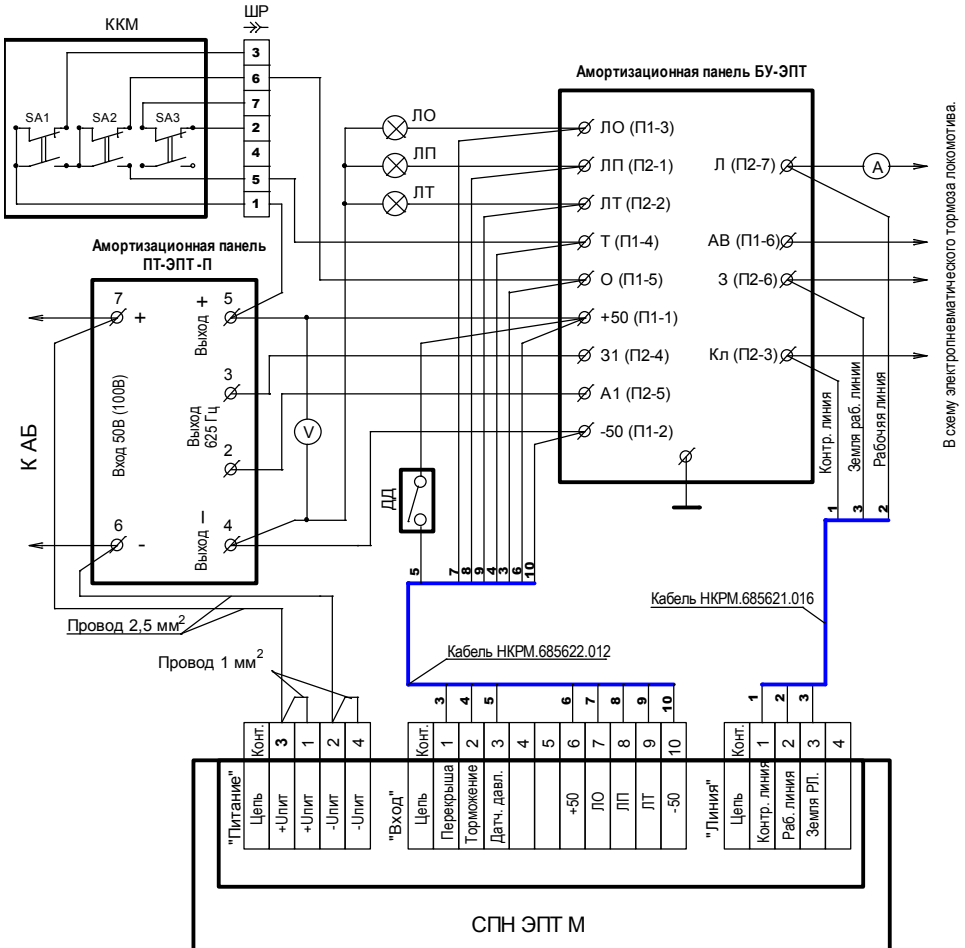 ККМ
ШР
3
6
7
2
4
5
1
SA1
SA2
SA3
Амортизационная панель
ПТ-ЭПТ -П
7
+
5
Выход +
3
Выход
625 Гц
2
Вход 50В (100В)
6
-
4
Выход –
К АБ
V
ЛО
ЛП
ЛТ
Амортизационная панель БУ-ЭПТ
ЛО (П1-3)
ЛП (П2-1)
ЛТ (П2-2)
Т (П1-4)
О (П1-5)
+50 (П1-1)
З1 (П2-4)
А1 (П2-5)
-50 (П1-2)
Л (П2-7)
АВ (П1-6)
З (П2-6)
Кл (П2-3)
А
В схему электропневматического тормоза локомотива.
Контр. линия
Земля раб. линии
Рабочяя линия
1
3
2
ДД
5
7
8
9
4
3
6
10
Кабель НКРМ.685621.016
Кабель НКРМ.685622.012
Провод 2,5 мм2
Провод 1 мм2
3
4
5
6
7
8
9
10
1
2
3
"Питание"
Конт.
3
1
2
4
Цепь
+Uпит
+Uпит
-Uпит
-Uпит
"Вход"
Конт.
1
2
3
4
5
6
7
8
9
10
Цепь
Перекрыша
Торможение
Датч. давл.
+50
ЛО
ЛП
ЛТ
-50
"Линия"
Конт.
1
2
3
4
Цепь
Контр. линия
Раб. линия
Земля РЛ.
СПН ЭПТ М